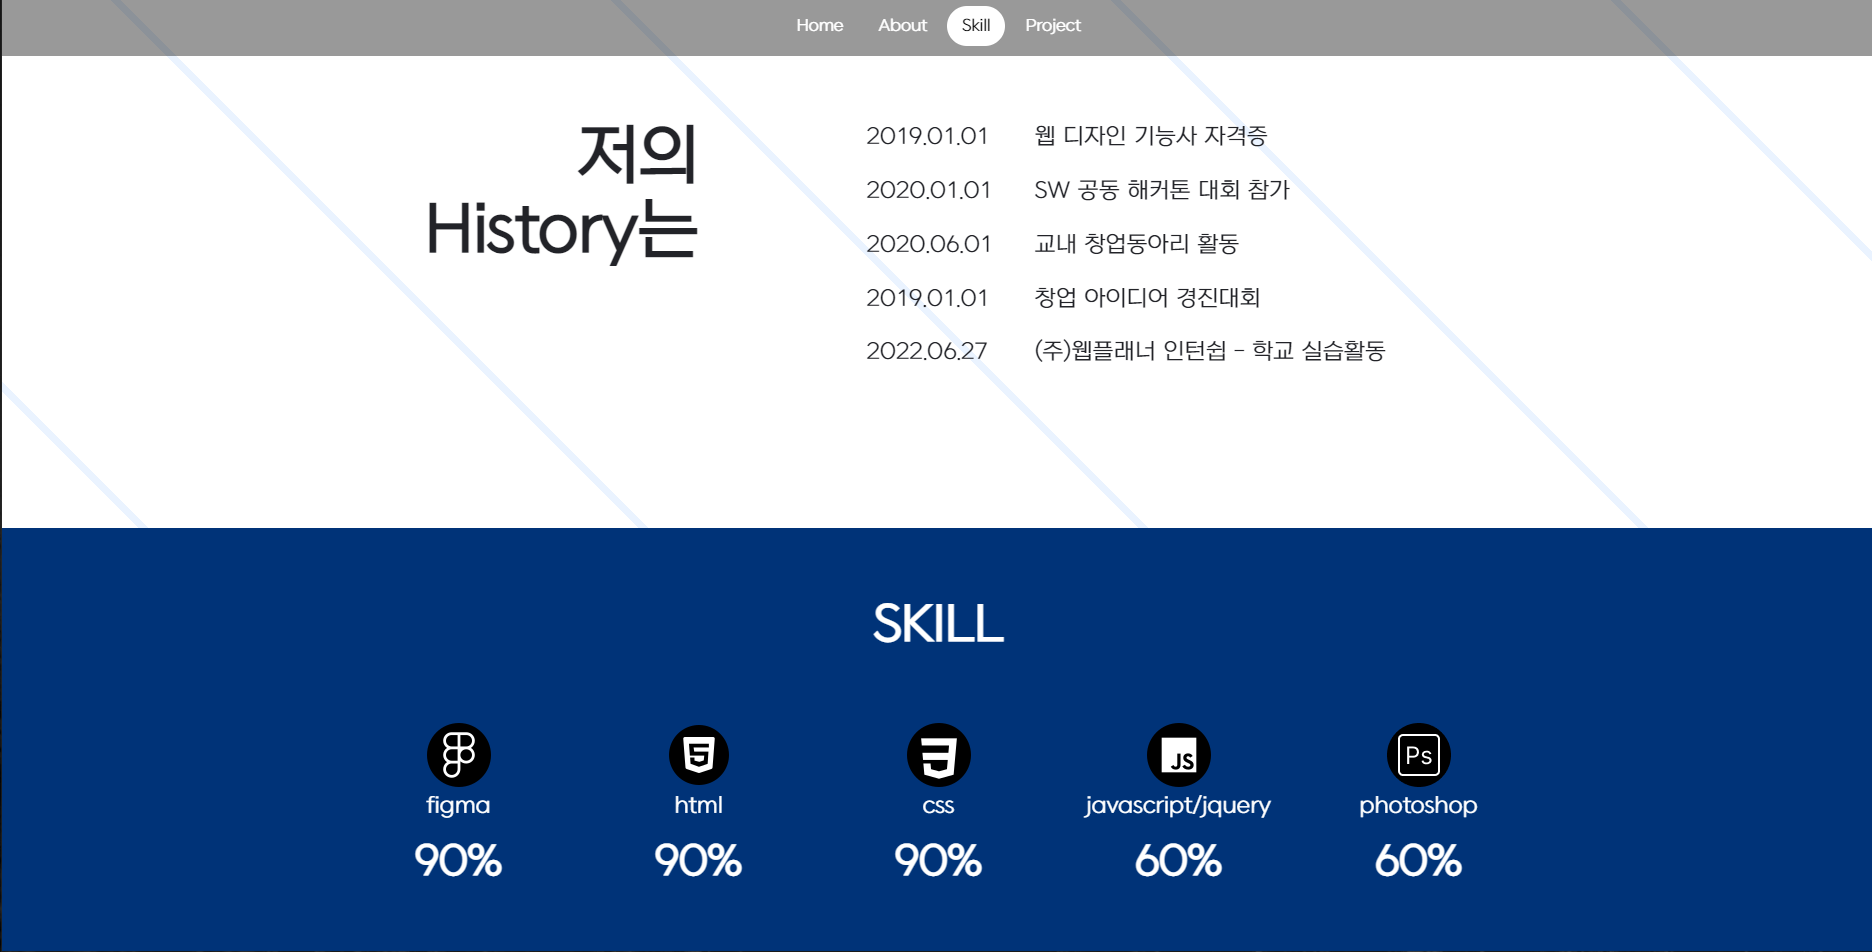 Home About Skill Project
저의
History는
2019.01.01 웹 디자인 기능사 자격증
2020.01.01 SW 공동 해커톤 대회 참가
2020.06.01 교내 창업동아리 활동
2019.01.01 창업 아이디어 경진대회
2022.06.27 (주)웹플래너 인턴쉽 - 학교 실습활동
SKILL
5 JS Ps
figma html css javascript/jquery photoshop
90% 90% 90% 60% 60%